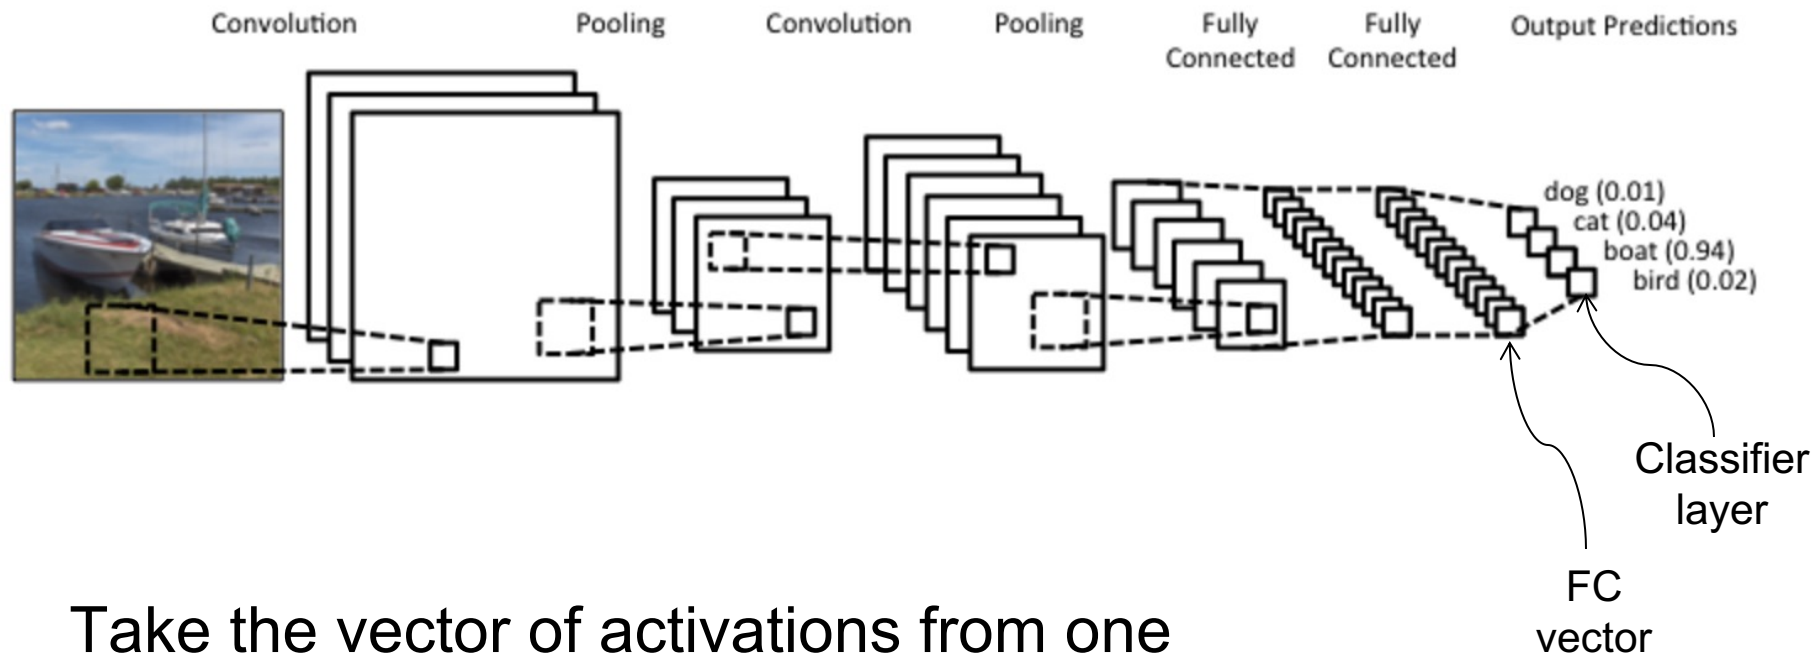 Convolution
Pooling
Convolution
Pooling
Fully
Connected
Fully
Connected
Output Predictions
dog (0.01)
cat (0.04)
boat (0.94)
bird (0.02)
Classifier
layer
FC
vector
Take the vector of activations from one